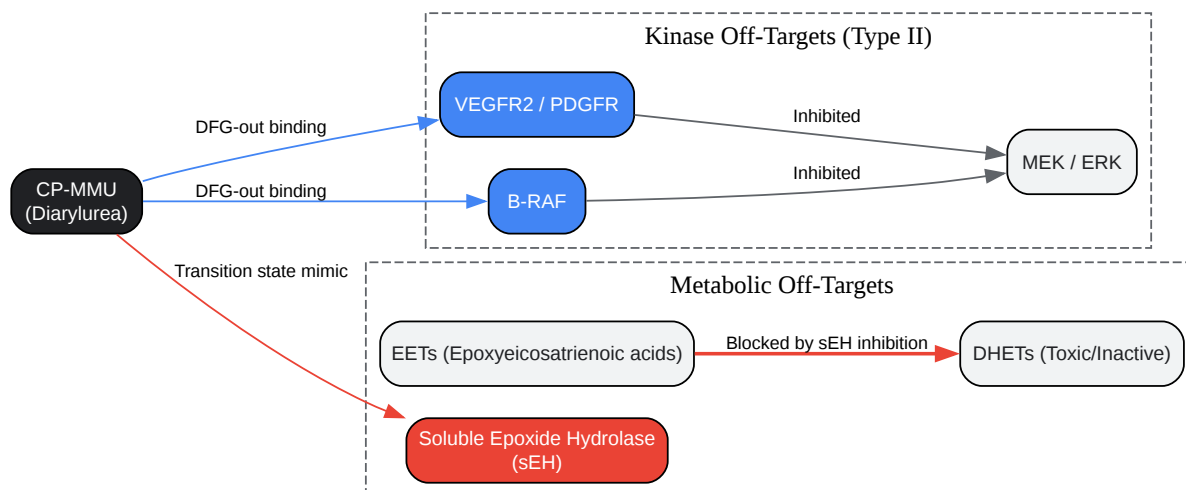 Kinase Off-Targets (Type II)
VEGFR2 / PDGFR
Inhibited
DFG-out binding
MEK / ERK
CP-MMU
(Diarylurea)
DFG-out binding
B-RAF
Inhibited
Transition state mimic
Metabolic Off-Targets
EETs (Epoxyeicosatrienoic acids)
Blocked by sEH inhibition
DHETs (Toxic/Inactive)
Soluble Epoxide Hydrolase
(sEH)